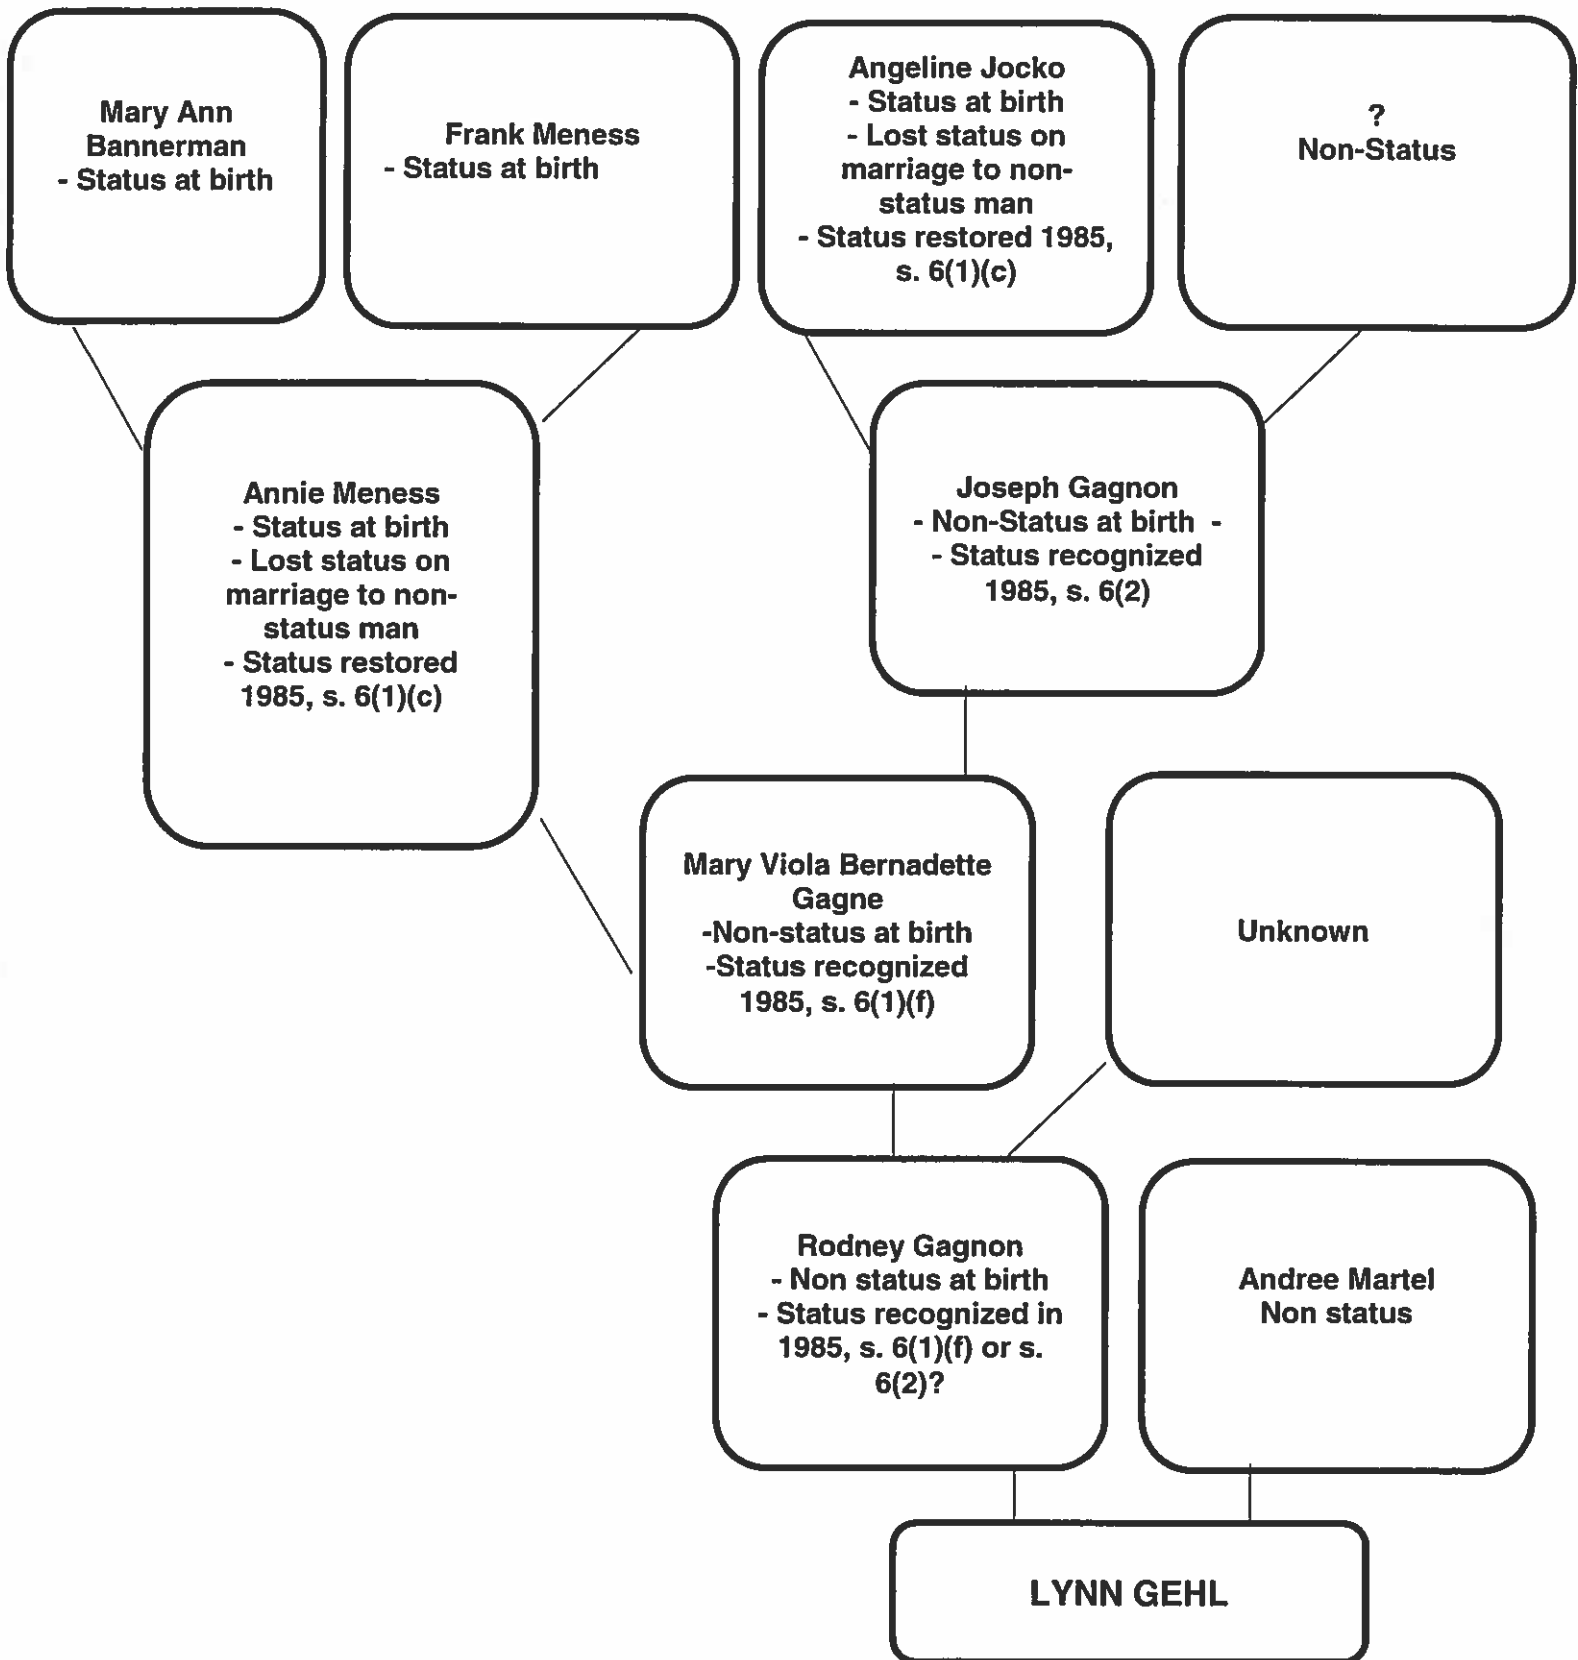 Mary Ann
Bannerman
- Status at birth
Frank Meness
- Status at birth
Angeline Jocko
- Status at birth
- Lost status on
marriage to non-
status man
- Status restored 1985,
s. 6(1)(c)
?
Non-Status
Annie Meness
- Status at birth
- Lost status on
marriage to non-
status man
- Status restored
1985, s. 6(1)(c)
Joseph Gagnon
- Non-Status at birth -
- Status recognized
1985, s. 6(2)
Mary Viola Bernadette
Gagne
-Non-status at birth
-Status recognized
1985, s. 6(1)(f)
Unknown
Rodney Gagnon
- Non status at birth
- Status recognized in
1985, s. 6(1)(f) or s.
6(2)?
Andree Martel
Non status
LYNN GEHL